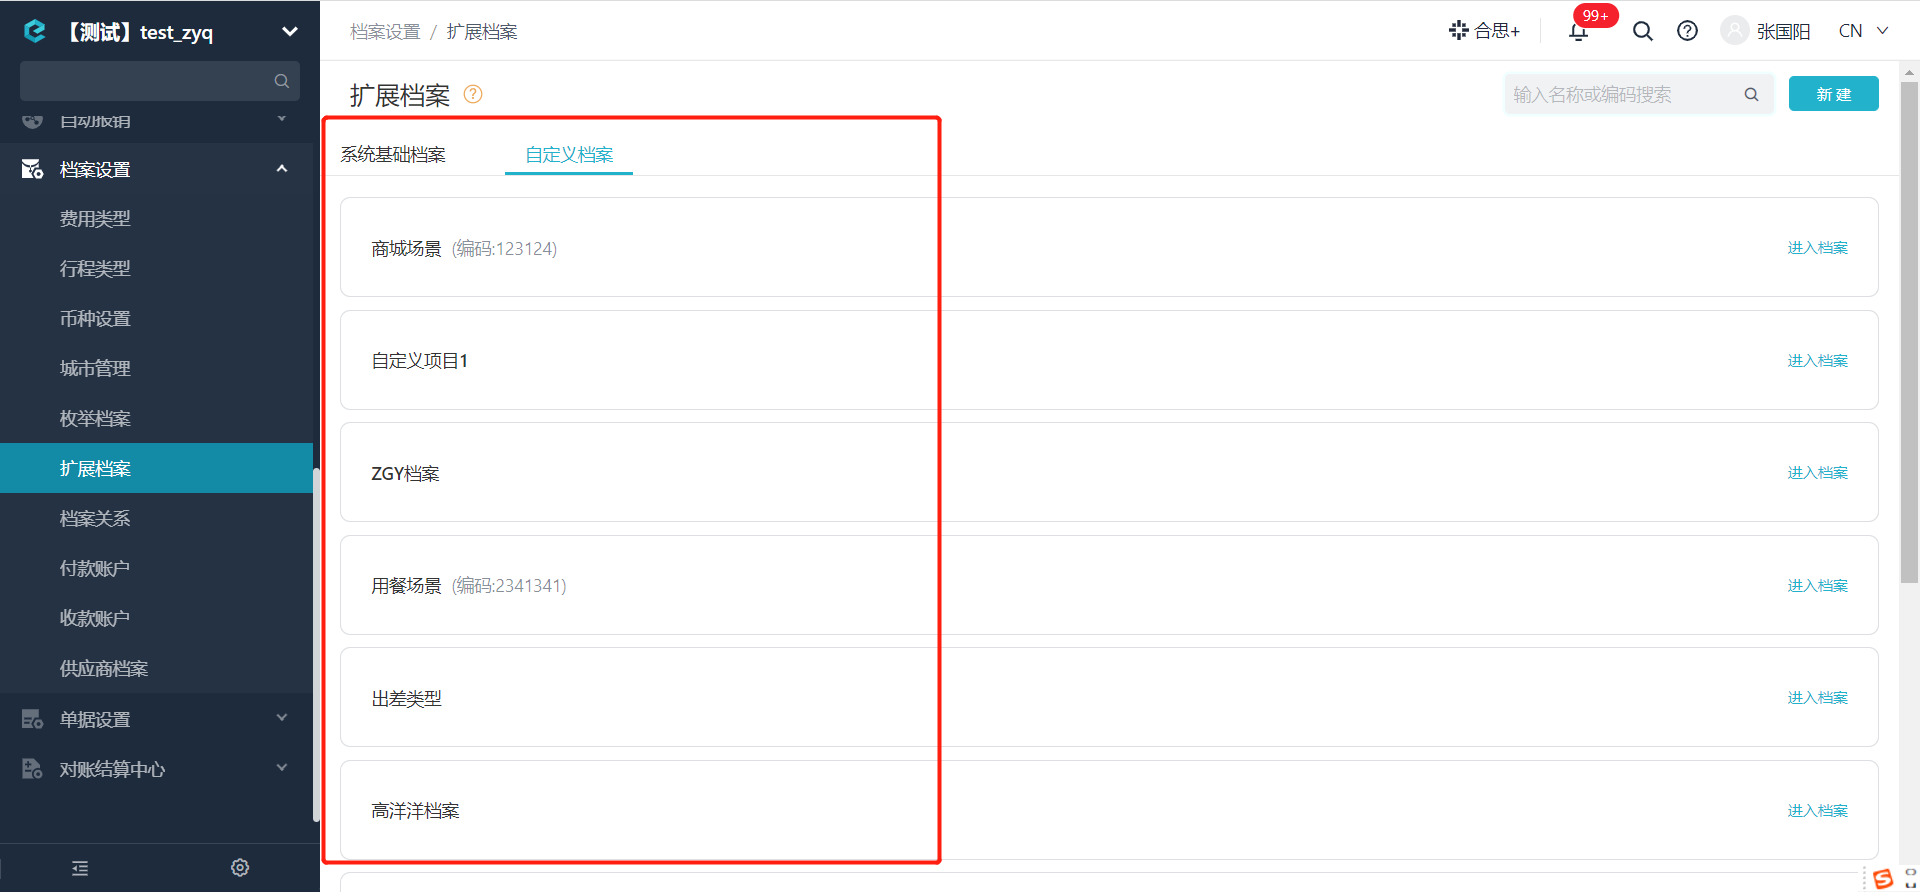 【测试】test_zyq
自动报销
档案设置
费用类型
行程类型
币种设置
城市管理
枚举档案
扩展档案
档案关系
付款账户
收款账户
供应商档案
单据设置
对账结算中心
档案设置 / 扩展档案
合思+
99+
张国阳
CN
扩展档案
输入名称或编码搜索
新建
系统基础档案
自定义档案
商城场景 (编码:123124)
进入档案
自定义项目1
进入档案
ZGY档案
进入档案
用餐场景 (编码:2341341)
进入档案
出差类型
进入档案
高洋洋档案
进入档案